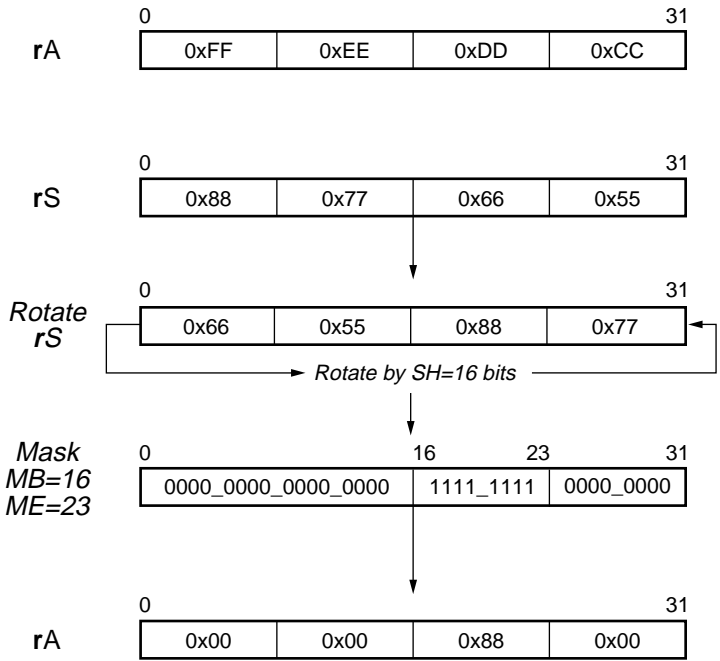 0 31
rA 0xFF 0xEE 0xDD 0xCC
0 31
rS 0x88 0x77 0x66 0x55
0 31
Rotate
rS
0x66 0x55 0x88 0x77
Rotate by SH=16 bits
Mask
MB=16
ME=23
0 16 23 31
0000_0000_0000_0000 1111_1111 0000_0000
0 31
rA 0x00 0x00 0x88 0x00